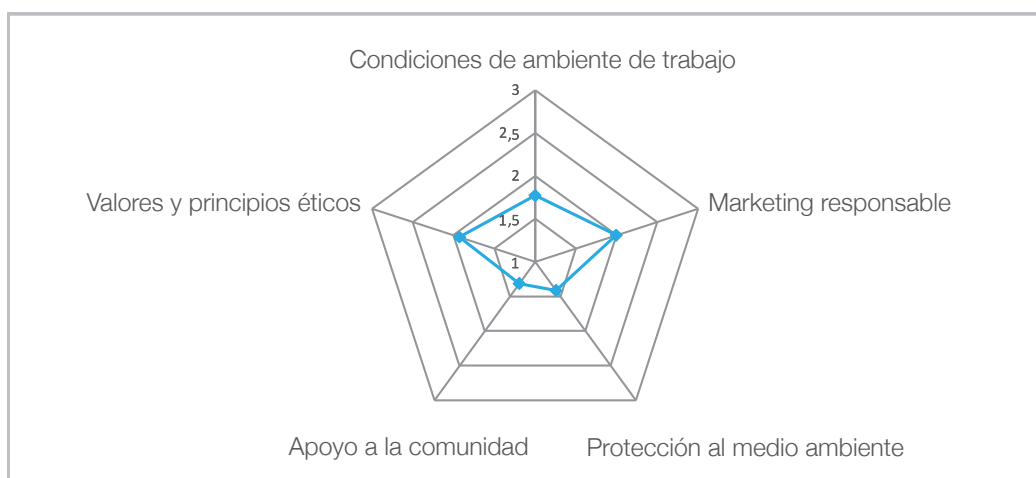 Condiciones de ambiente de trabajo
3
2,5
2
1,5
1
Valores y principios éticos
Marketing responsable
Apoyo a la comunidad
Protección al medio ambiente